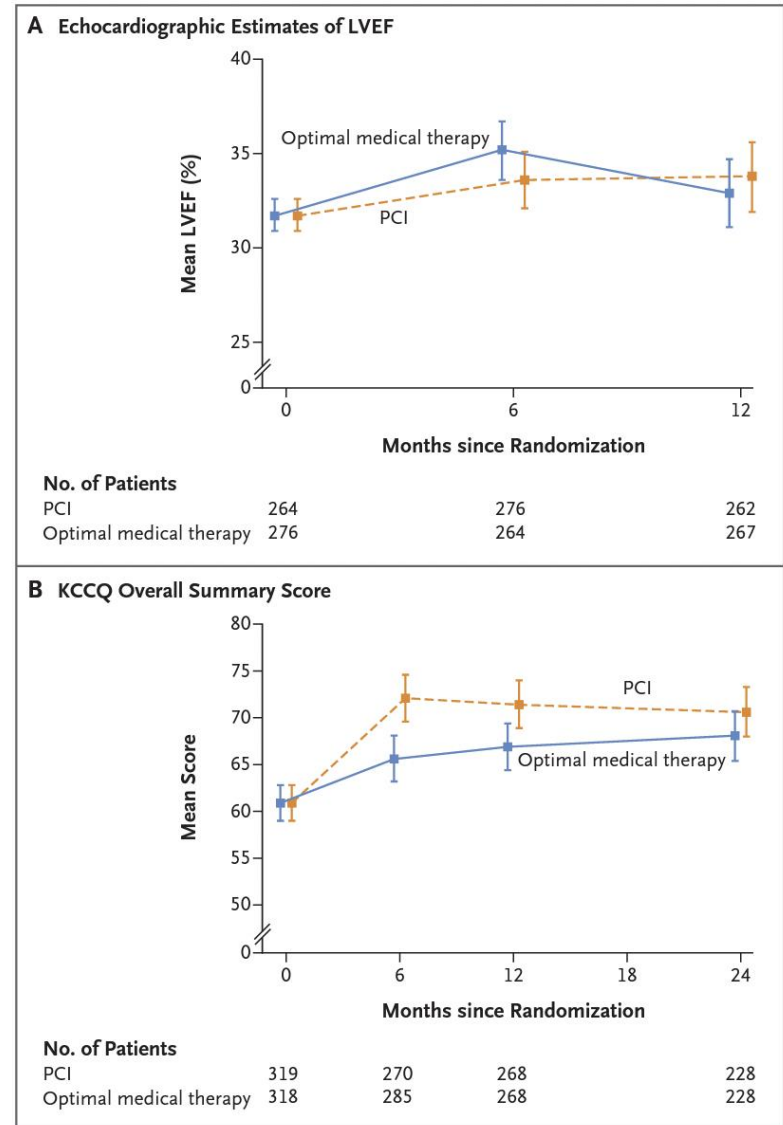 A Echocardiographic Estimates of LVEF
40
35
30
25
0
Mean LVEF (%)
Optimal medical therapy
PCI
0 6 12
Months since Randomization
No. of Patients
PCI 264 276 262
Optimal medical therapy 276 264 267
B KCCQ Overall Summary Score
80
75
70
65
60
55
50
0
Mean Score
PCI
Optimal medical therapy
0 6 12 18 24
Months since Randomization
No. of Patients
PCI 319 270 268 228
Optimal medical therapy 318 285 268 228